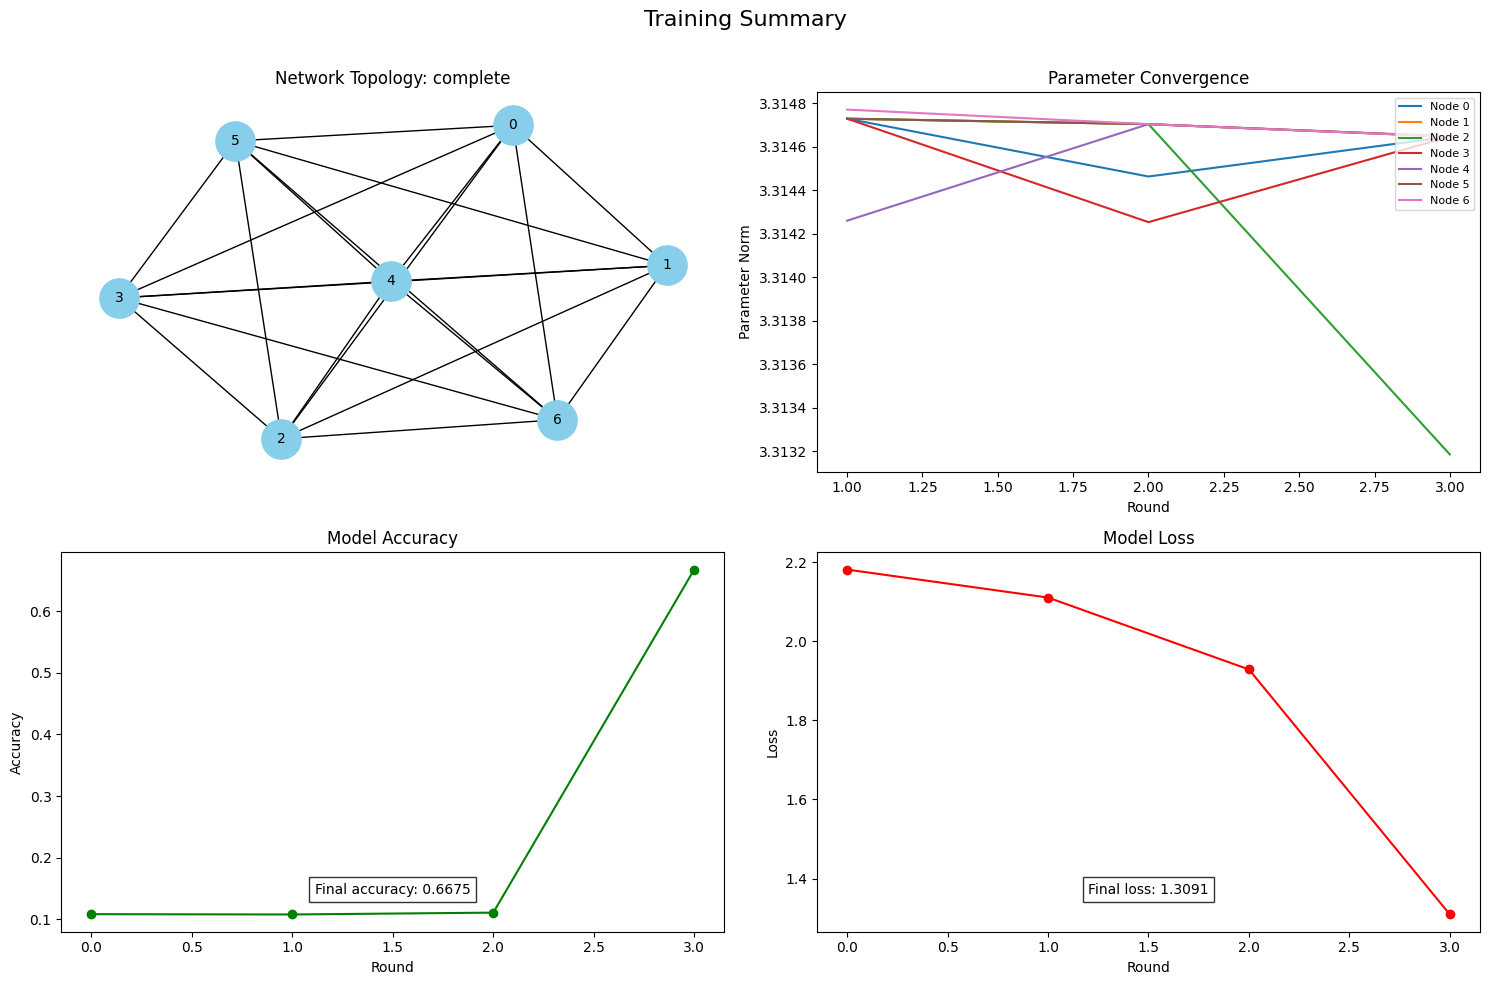 Training Summary
Network Topology: complete
0
5
1
4
3
6
2
Parameter Convergence
Parameter Norm
3.3148
3.3146
3.3144
3.3142
3.3140
3.3138
3.3136
3.3134
3.3132
Node 0
Node 1
Node 2
Node 3
Node 4
Node 5
Node 6
1.00 1.25 1.50 1.75 2.00 2.25 2.50 2.75 3.00
Round
Model Accuracy
Accuracy
0.6
0.5
0.4
0.3
0.2
0.1
Final accuracy: 0.6675
0.0 0.5 1.0 1.5 2.0 2.5 3.0
Round
Model Loss
Loss
2.2
2.0
1.8
1.6
1.4
Final loss: 1.3091
0.0 0.5 1.0 1.5 2.0 2.5 3.0
Round